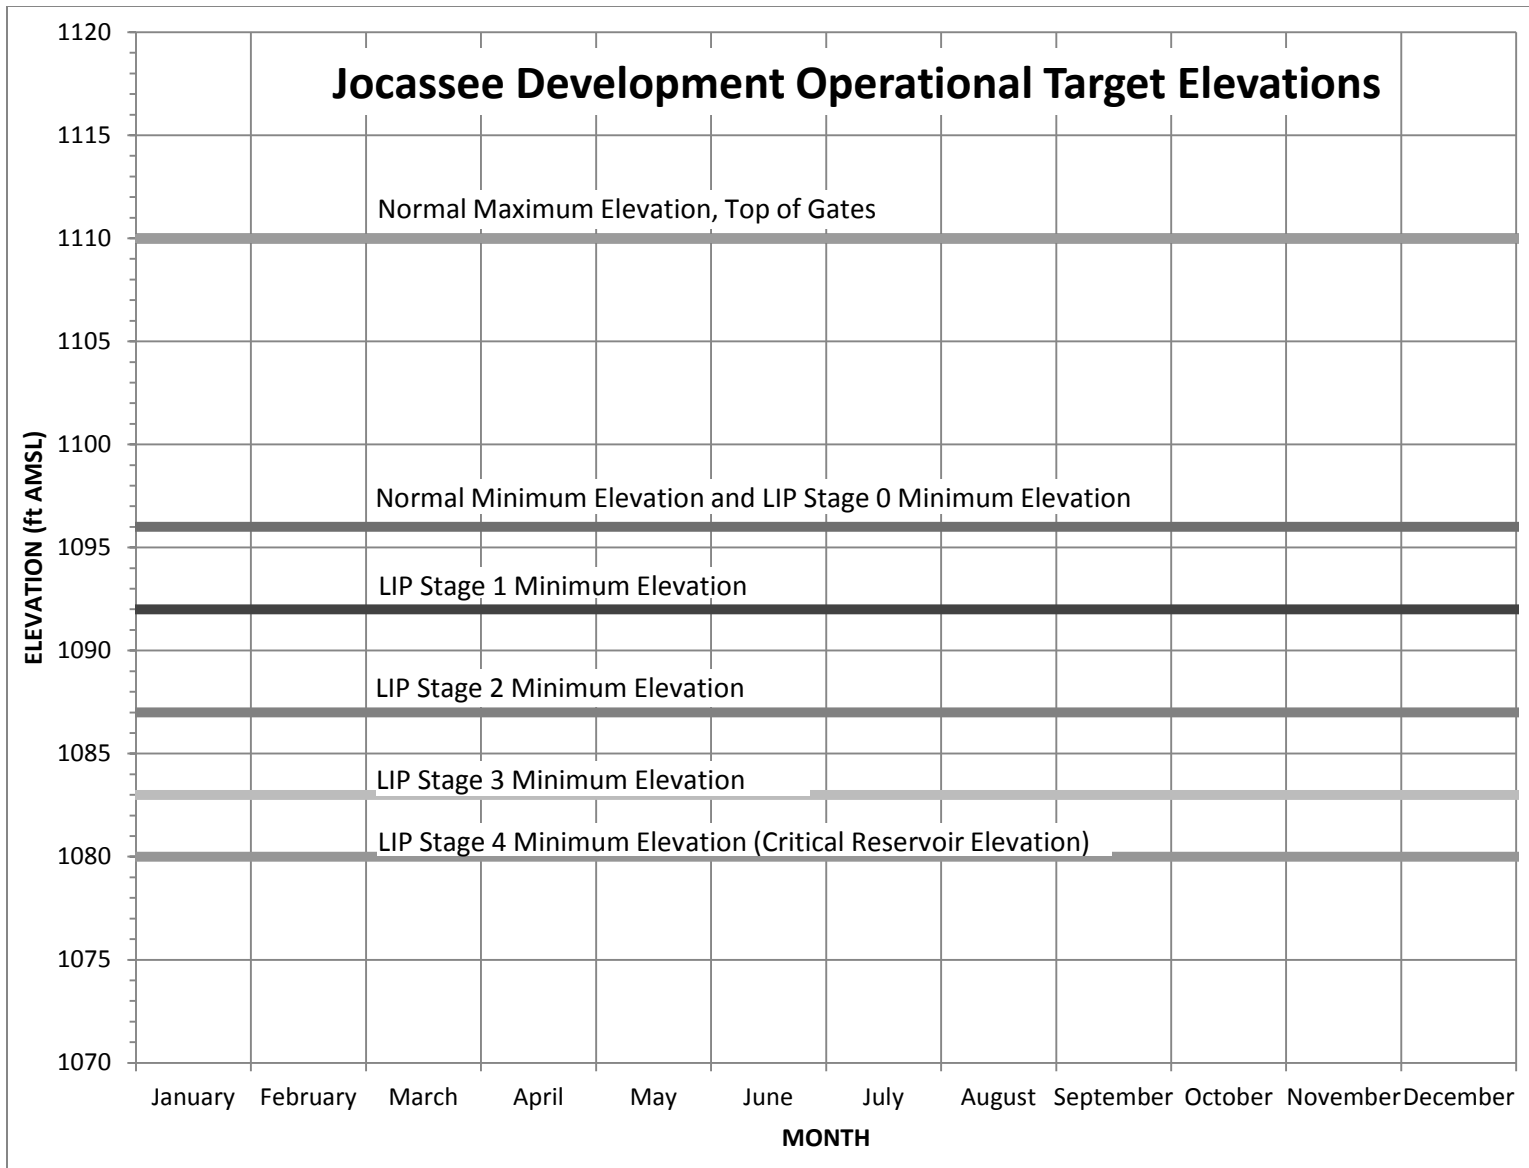 Jocassee Development Operational Target Elevations
ELEVATION (ft AMSL)
1120
1115
1110
1105
1100
1095
1090
1085
1080
1075
1070
Normal Maximum Elevation, Top of Gates
Normal Minimum Elevation and LIP Stage 0 Minimum Elevation
LIP Stage 1 Minimum Elevation
LIP Stage 2 Minimum Elevation
LIP Stage 3 Minimum Elevation
LIP Stage 4 Minimum Elevation (Critical Reservoir Elevation)
January February March April May June July August September October November December
MONTH